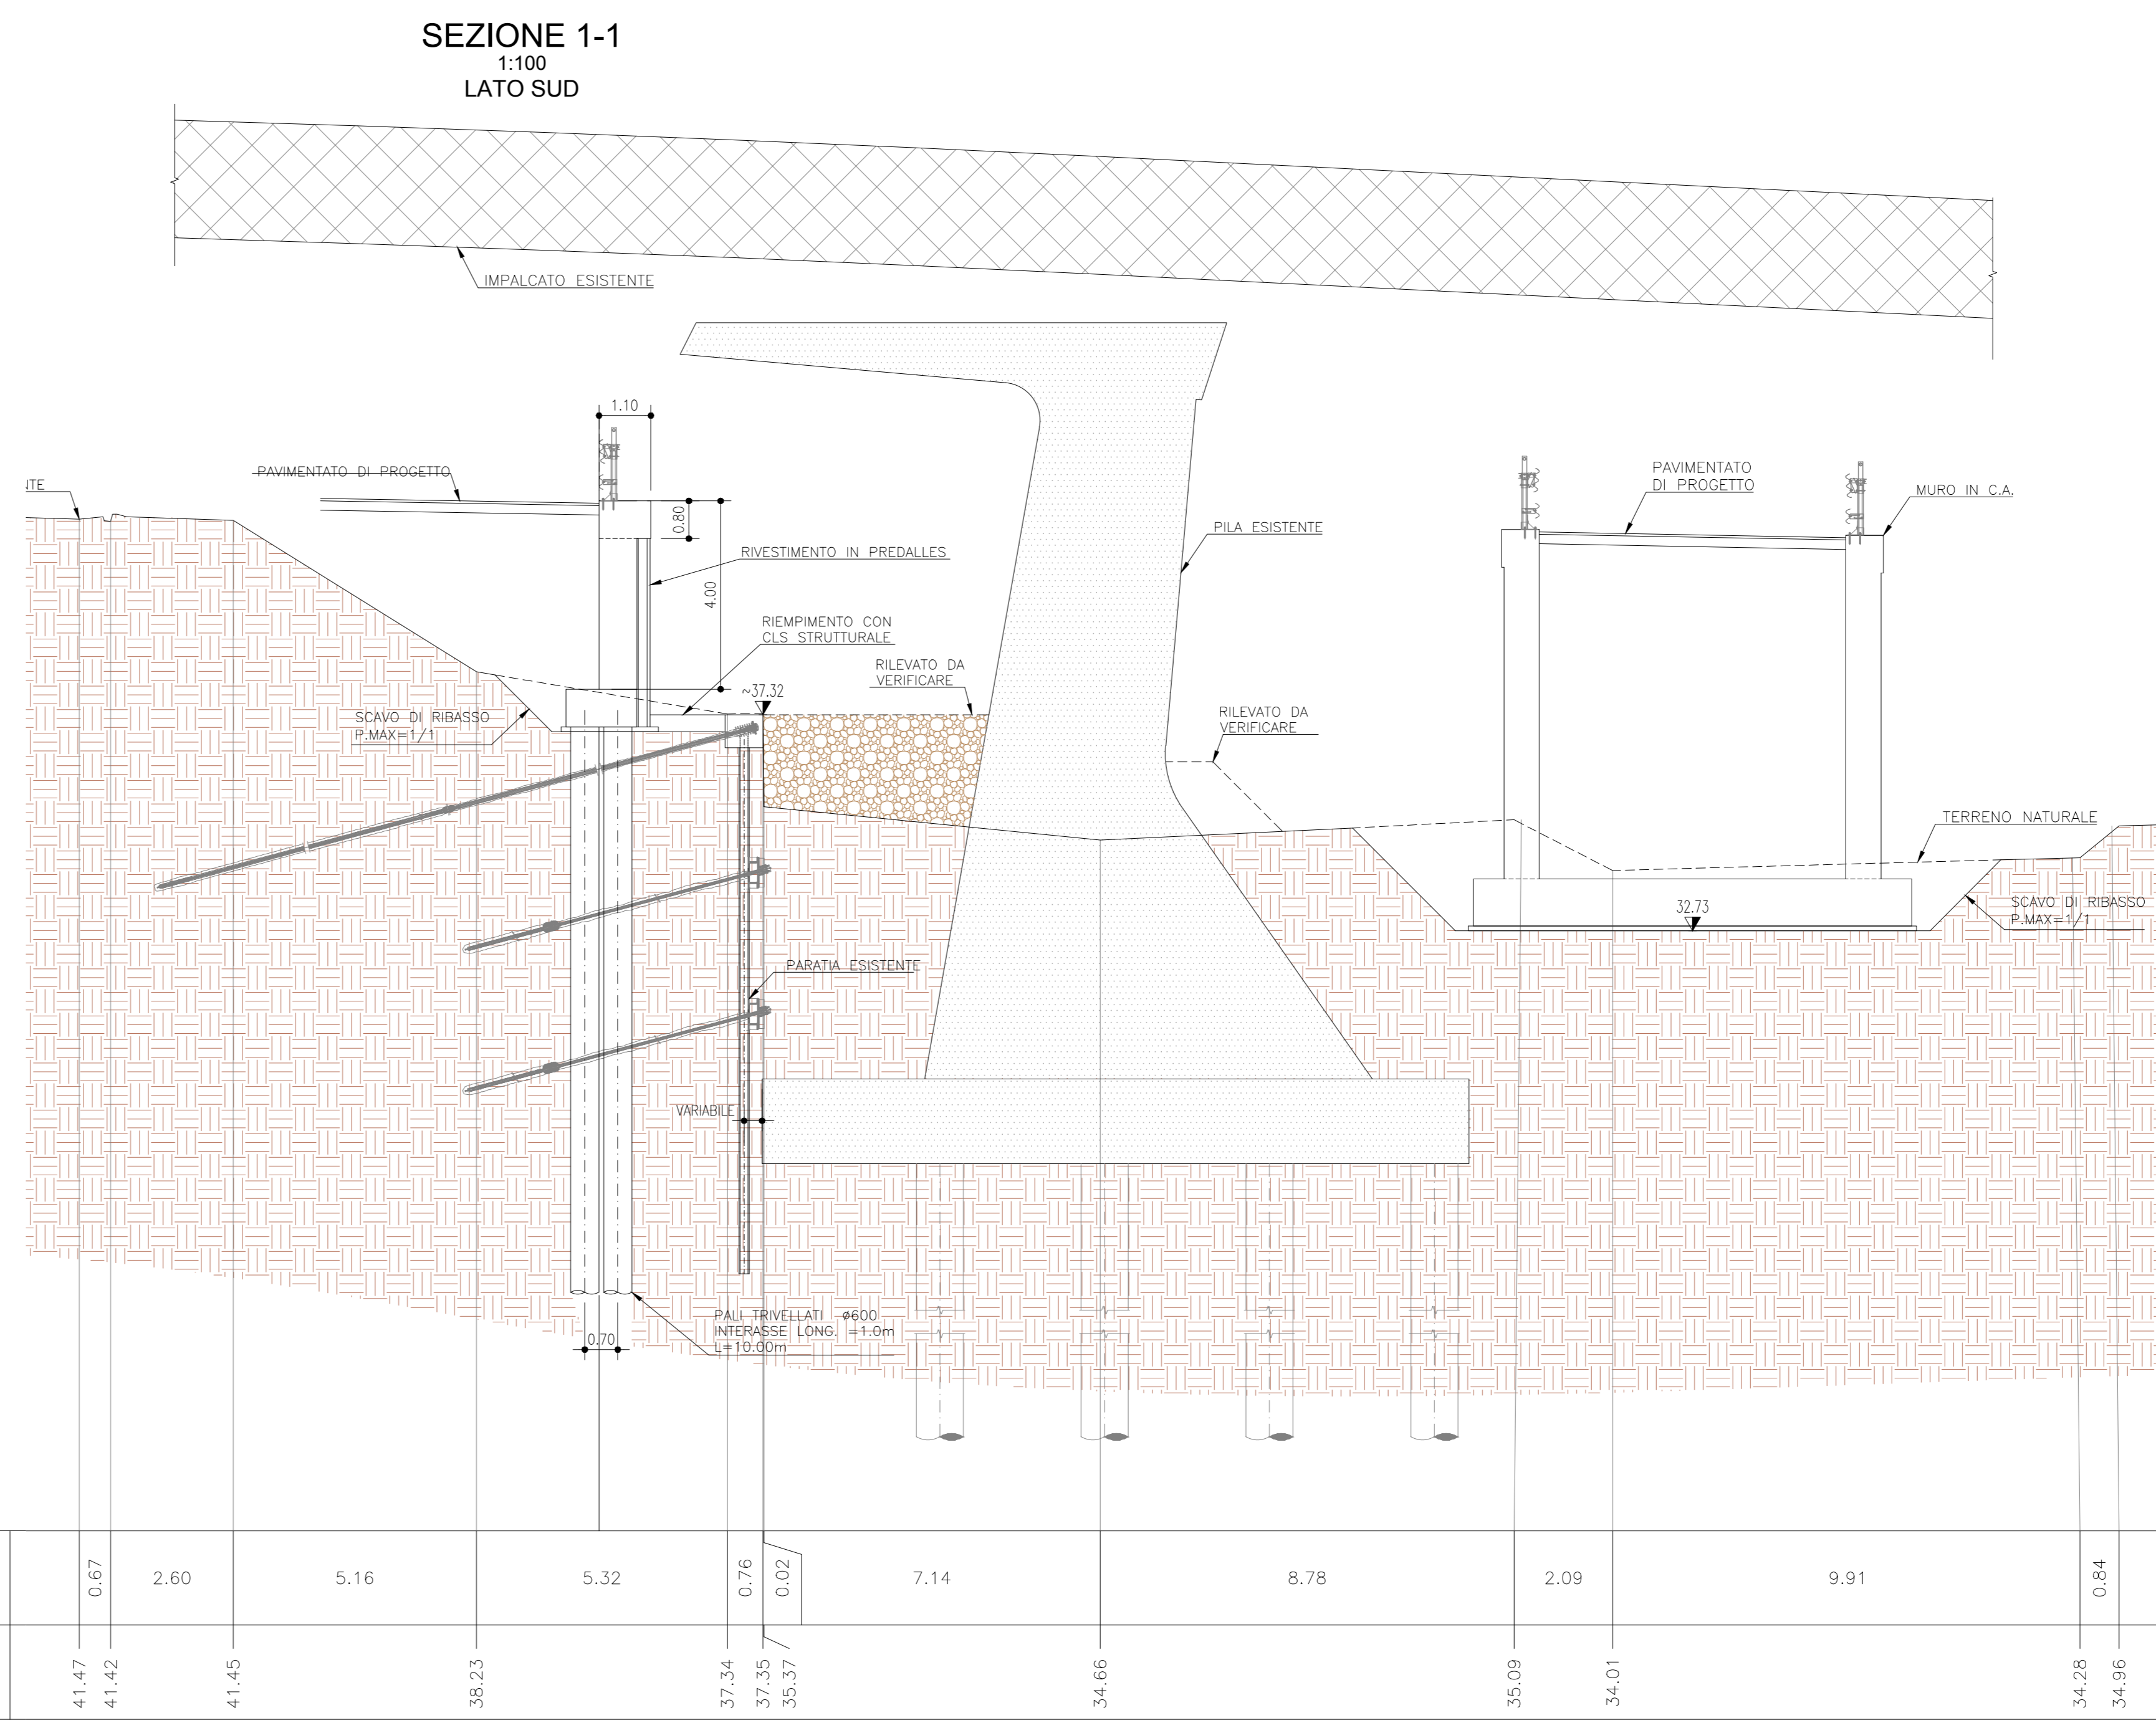 SEZIONE 1-1
1:100
LATO SUD
IMPALCATO ESISTENTE
1.10
PAVIMENTATO DI PROGETTO
NTE
0.80
4.00
RIVESTIMENTO IN PREDALLES
RIEMPIMENTO CON
CLS STRUTTURALE
~37.32
RILEVATO DA
VERIFICARE
SCAVO DI RIBASSO
P.MAX=1/1
PILA ESISTENTE
RILEVATO DA
VERIFICARE
PAVIMENTATO
DI PROGETTO
MURO IN C.A.
TERRENO NATURALE
32.73
SCAVO DI RIBASSO
P.MAX=1/1
PARATIA ESISTENTE
VARIABILE
PALI TRIVELLATI ø600
INTERASSE LONG. =1.0m
L=10.00m
0.70
0.67 2.60 5.16 5.32 0.76 0.02 7.14 8.78 2.09 9.91 0.84
41.47 41.42 41.45 38.23 37.34 37.35 35.37 34.66 35.09 34.01 34.28 34.96